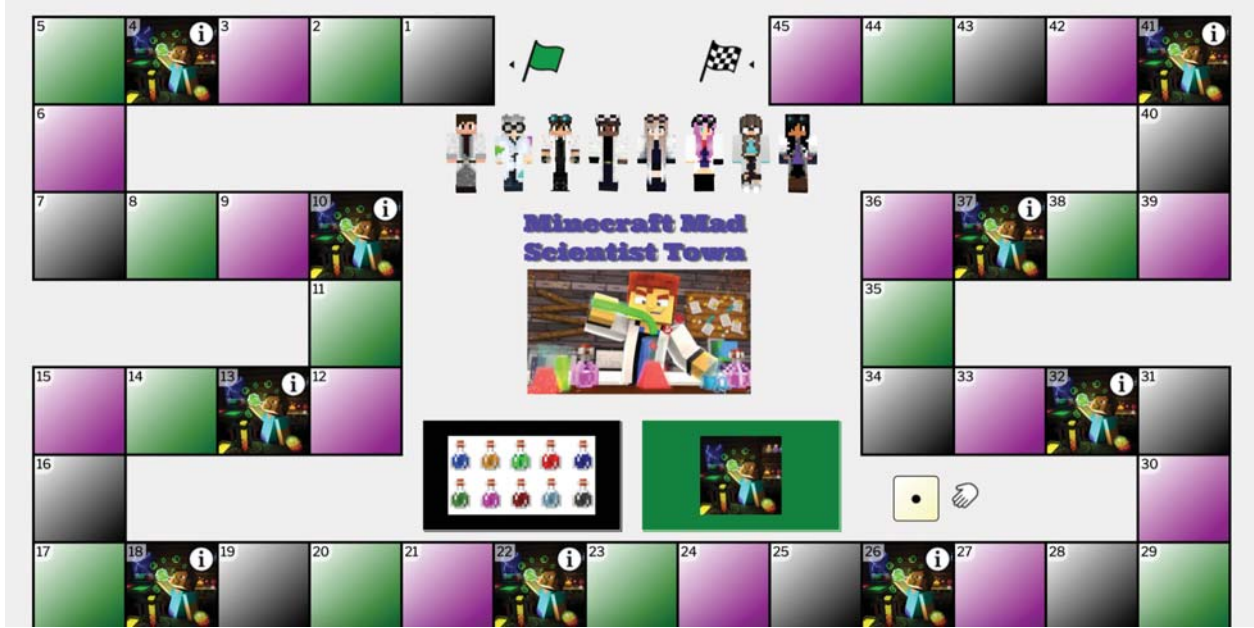 5 4 i 3 2 1 45 44 43 42 41 i
6 40
7 8 9 10 i 36 37 i 38 39
Minecraft Mad
Scientist Town
11 35
15 14 13 i 12 34 33 32 i 31
16 30
17 18 i 19 20 21 22 i 23 24 25 26 i 27 28 29